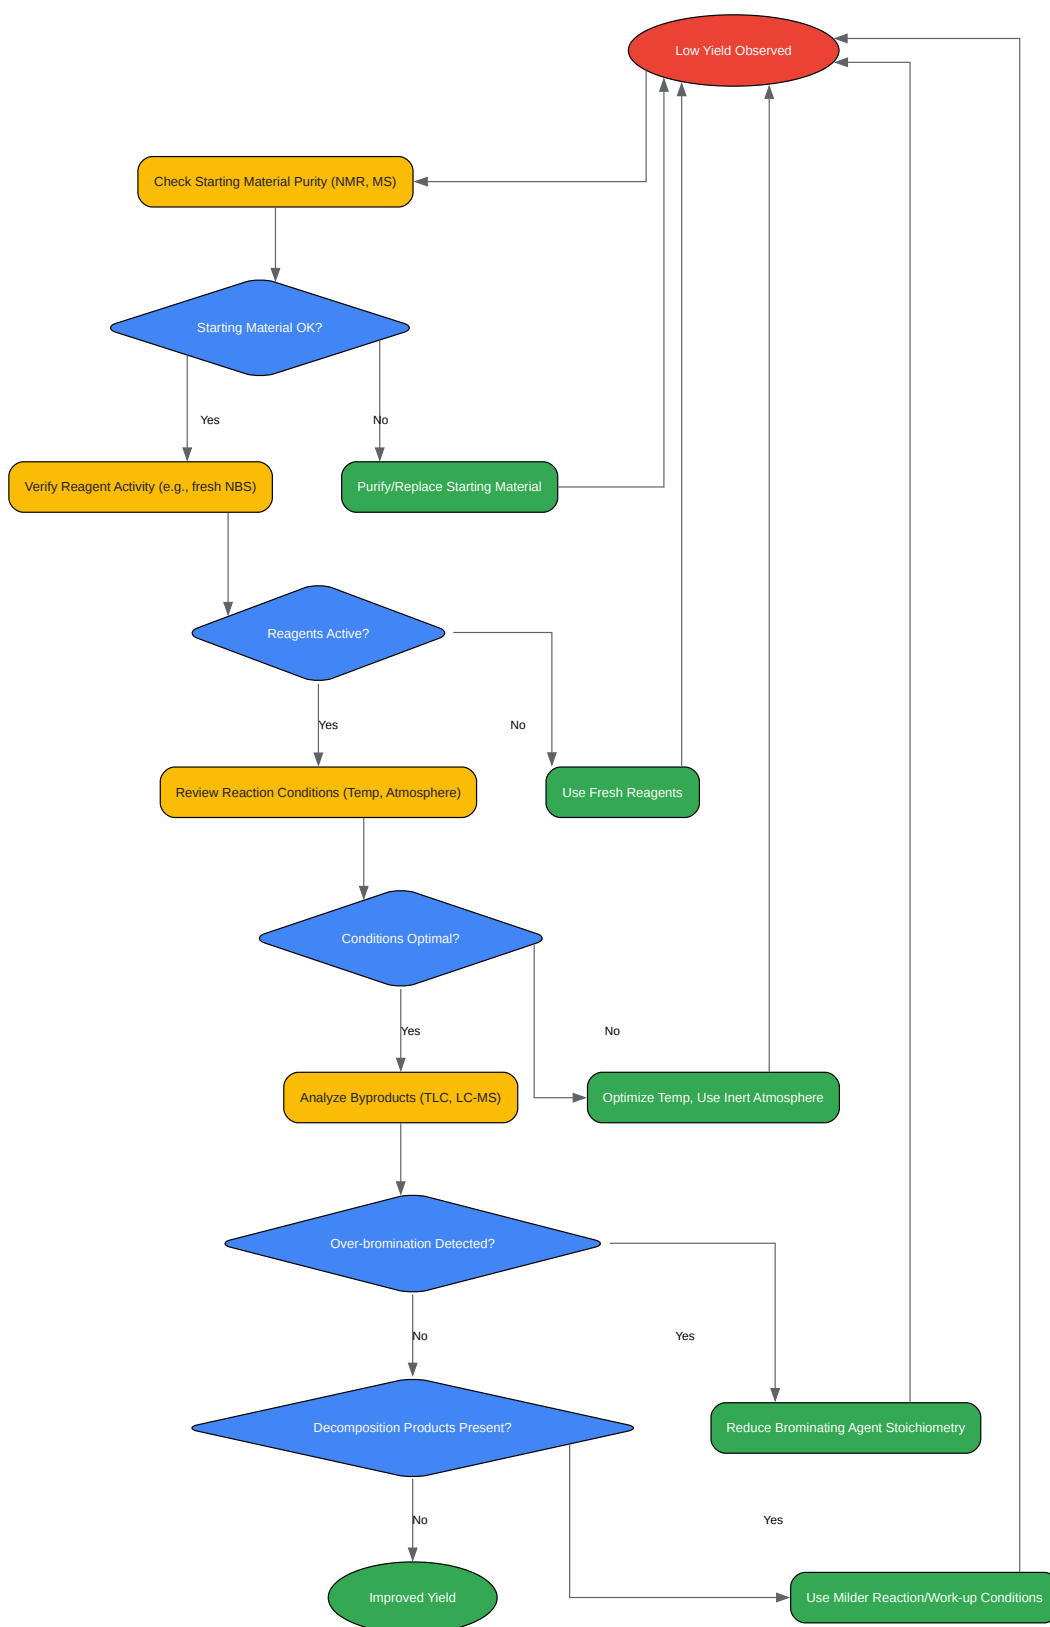 Low Yield Observed
Check Starting Material Purity (NMR, MS)
Starting Material OK?
Yes
No
Verify Reagent Activity (e.g., fresh NBS)
Purify/Replace Starting Material
Reagents Active?
Yes
No
Review Reaction Conditions (Temp, Atmosphere)
Use Fresh Reagents
Conditions Optimal?
Yes
No
Analyze Byproducts (TLC, LC-MS)
Optimize Temp, Use Inert Atmosphere
Over-bromination Detected?
No
Yes
Decomposition Products Present?
Reduce Brominating Agent Stoichiometry
No
Yes
Improved Yield
Use Milder Reaction/Work-up Conditions